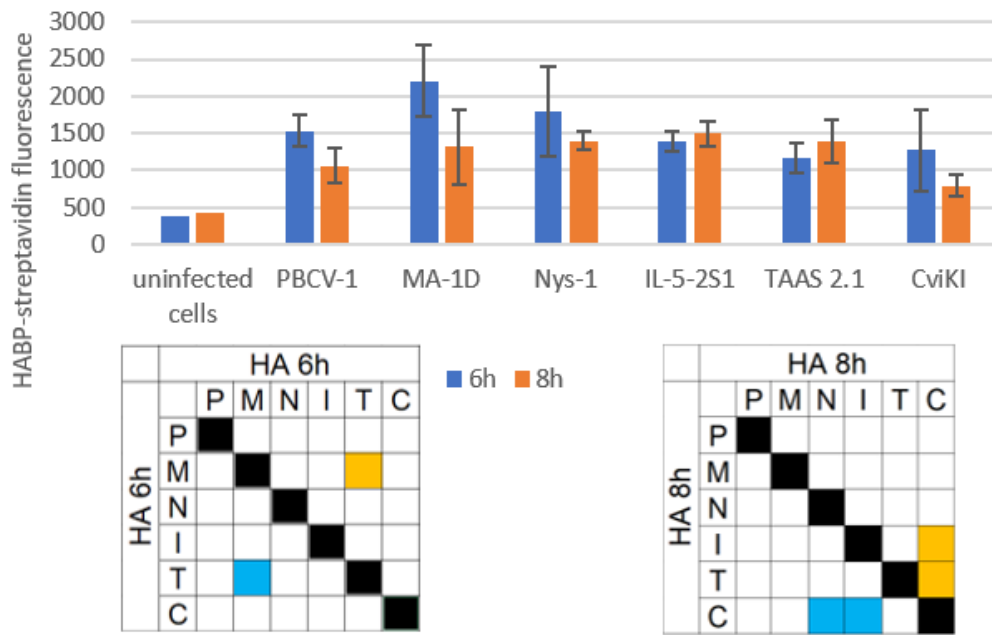 HABP-streptavidin fluorescence
3000
2500
2000
1500
1000
500
0
uninfected cells PBCV-1 MA-1D Nys-1 IL-5-2S1 TAAS 2.1 CviKI
6h 8h
HA 6h
P M N I T C
HA 6h
P
M
N
I
T
C
HA 8h
P M N I T C
HA 8h
P
M
N
I
T
C